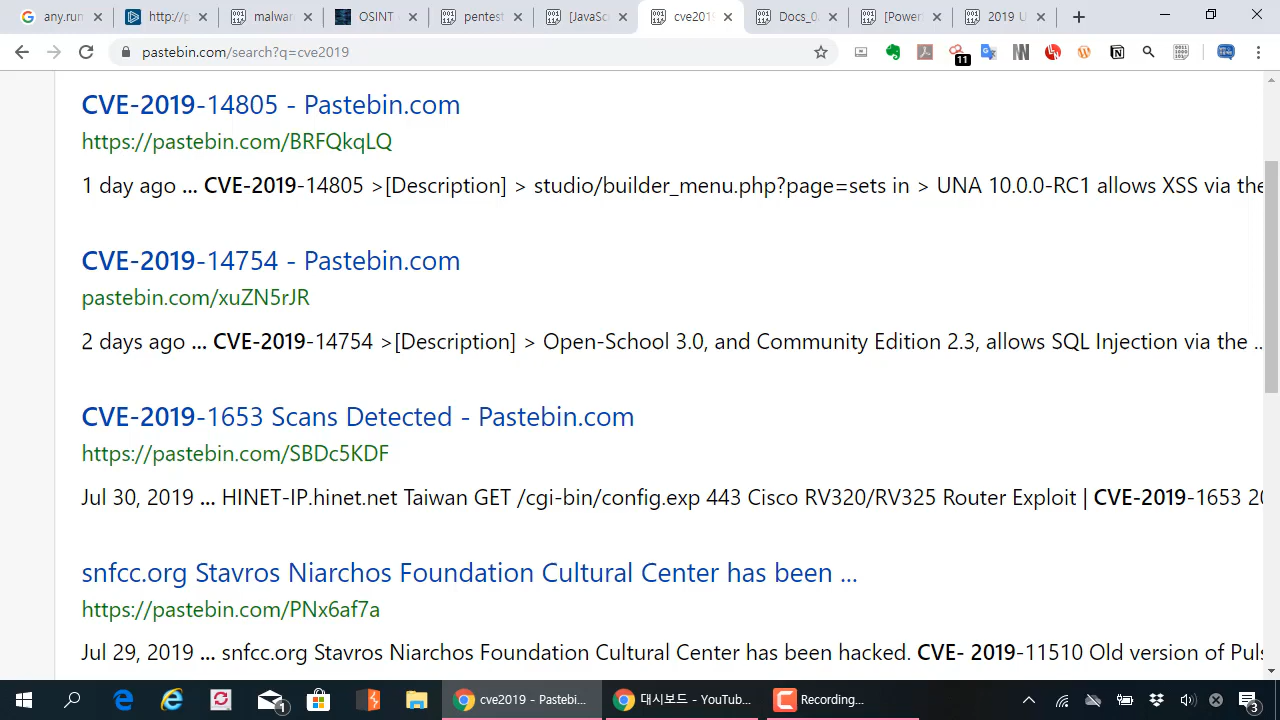 any.n
http://p
malwar
OSINT
pentest
[JavaSc
cve2019
Docs_0
[Power
2019 U
pastebin.com/search?q=cve2019
11
CVE-2019-14805 - Pastebin.com
https://pastebin.com/BRFQkqLQ
1 day ago ... CVE-2019-14805 >[Description] > studio/builder_menu.php?page=sets in > UNA 10.0.0-RC1 allows XSS via the
CVE-2019-14754 - Pastebin.com
pastebin.com/xuZN5rJR
2 days ago ... CVE-2019-14754 >[Description] > Open-School 3.0, and Community Edition 2.3, allows SQL Injection via the ...
CVE-2019-1653 Scans Detected - Pastebin.com
https://pastebin.com/SBDc5KDF
Jul 30, 2019 ... HINET-IP.hinet.net Taiwan GET /cgi-bin/config.exp 443 Cisco RV320/RV325 Router Exploit | CVE-2019-1653 20
snfcc.org Stavros Niarchos Foundation Cultural Center has been ...
https://pastebin.com/PNx6af7a
Jul 29, 2019 ... snfcc.org Stavros Niarchos Foundation Cultural Center has been hacked. CVE- 2019-11510 Old version of Puls
1
cve2019 - Pastebi...
대시보드 - YouTub...
Recording...
3